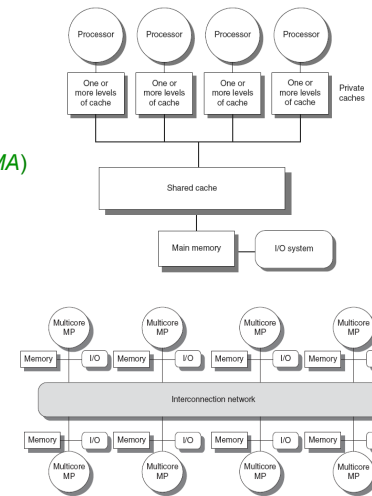 Processor Processor Processor Processor
One or more levels of cache
One or more levels of cache
One or more levels of cache
One or more levels of cache
Private caches
MA)
Shared cache
Main memory
I/O system
Multicore MP
Multicore MP
Multicore MP
Multicore MP
Memory I/O Memory I/O Memory I/O Memory
Interconnection network
Memory I/O Memory I/O Memory I/O Memory
Multicore MP
Multicore MP
Multicore MP
Multicore MP